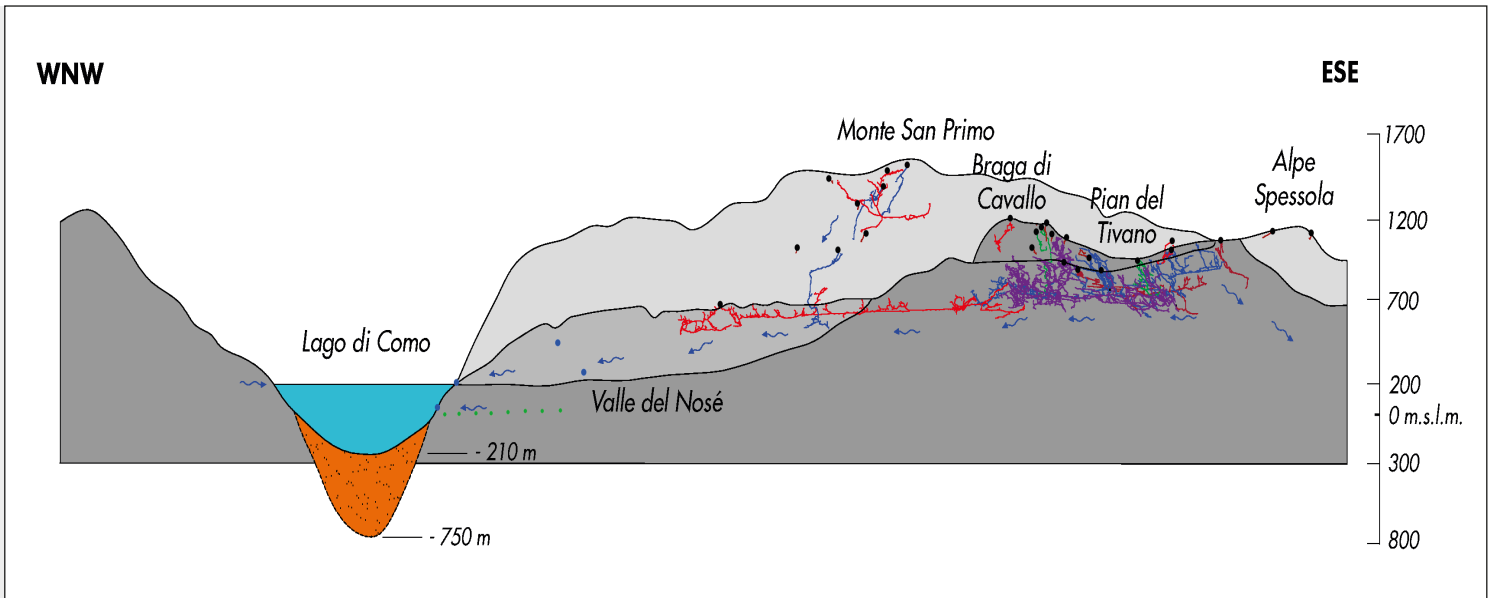 WNW
ESE
Monte San Primo
Braga di
Cavallo
Pian del
Tivano
Alpe
Spessola
Lago di Como
Valle del Nosé
- 210 m
- 750 m
1700
1200
700
200
0 m.s.l.m.
300
800